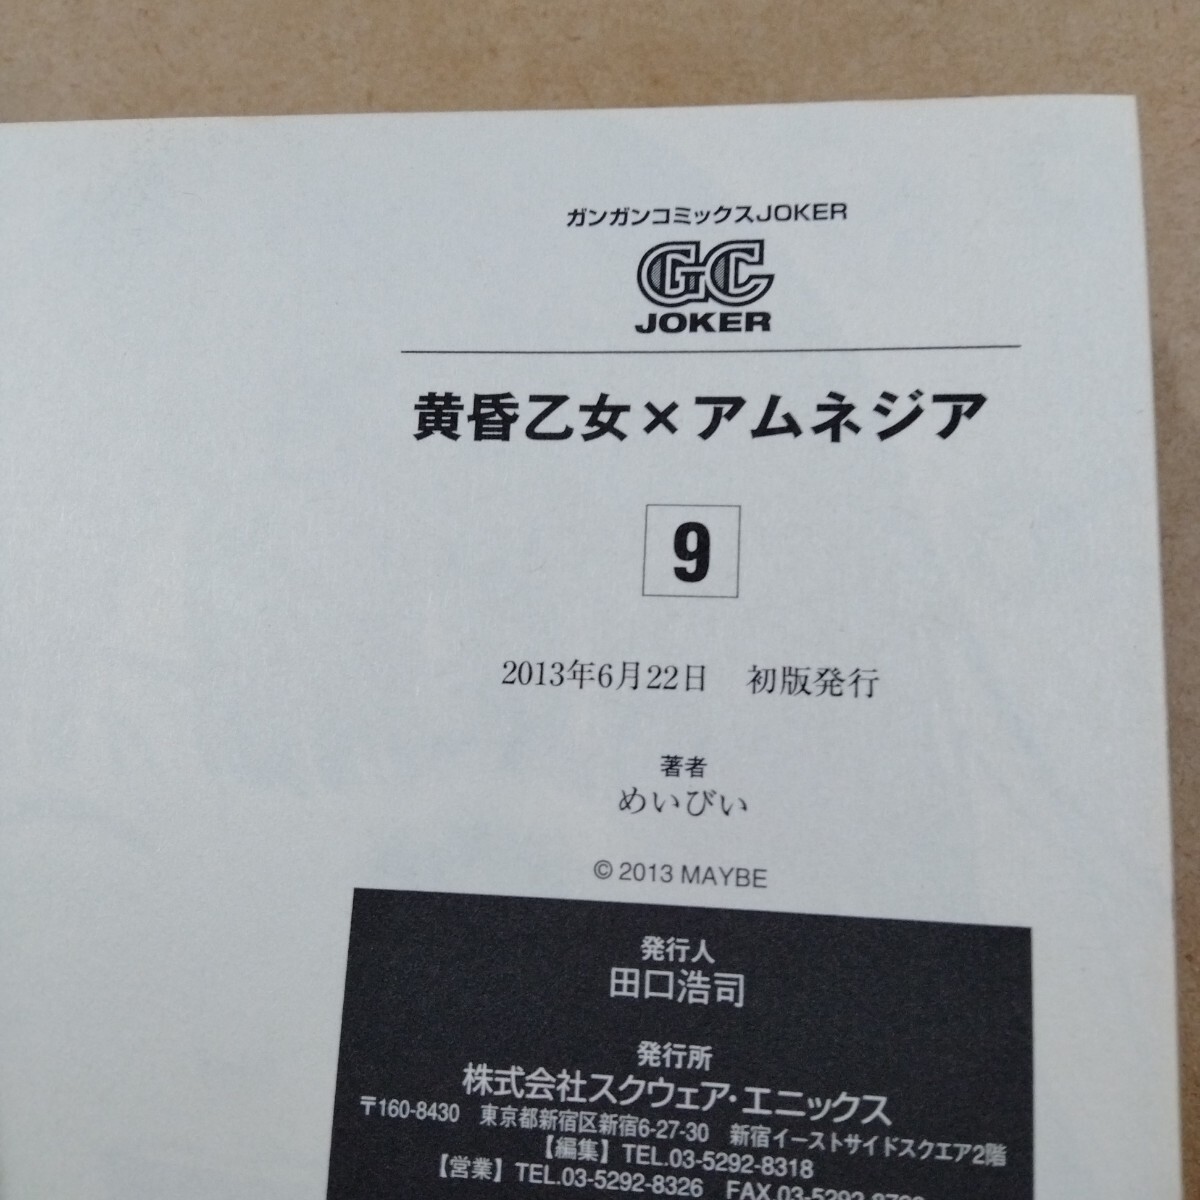 ガンガンコミックスJOKER
GC
JOKER
黄昏乙女×アムネジア
9
2013年6月22日　初版発行
著者
めいびい
© 2013 MAYBE
発行人
田口浩司
発行所
株式会社スクウェア・エニックス
〒160-8430　東京都新宿区新宿6-27-30　新宿イーストサイドスクエア2階
【編集】TEL.03-5292-8318
【営業】TEL.03-5292-8326　FAX.03-5292